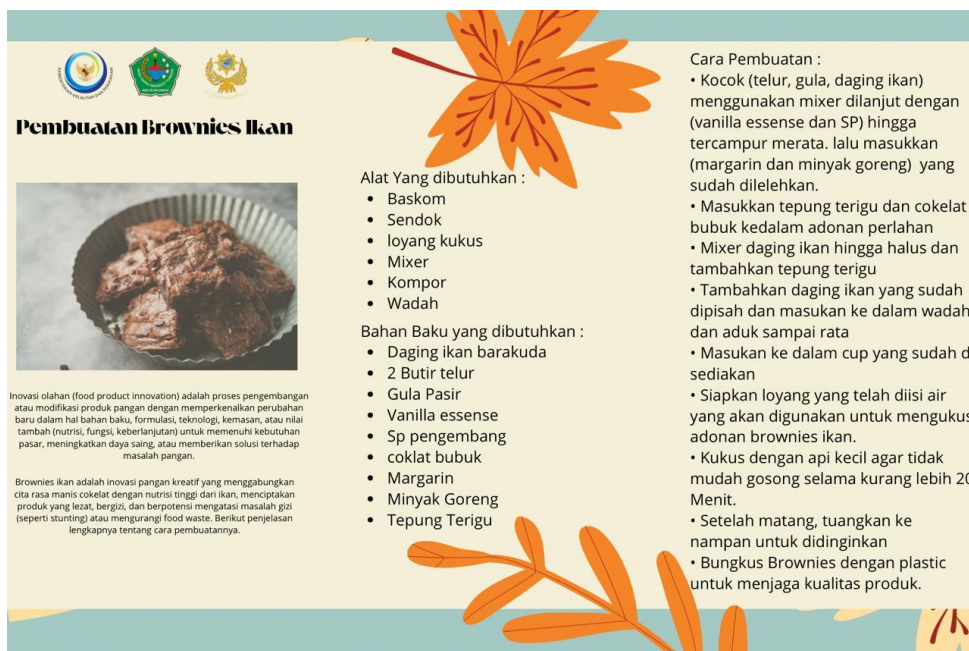 Pembuatan Brownies Ikan
Inovasi olahan (food product innovation) adalah proses pengembangan
atau modifikasi produk pangan dengan memperkenalkan perubahan
baru dalam hal bahan baku, formulasi, teknologi, kemasan, atau nilai
tambah (nutrisi, fungsi, keberlanjutan) untuk memenuhi kebutuhan
pasar, meningkatkan daya saing, atau memberikan solusi terhadap
masalah pangan.
Brownies ikan adalah inovasi pangan kreatif yang menggabungkan
cita rasa manis cokelat dengan nutrisi tinggi dari ikan, menciptakan
produk yang lezat, bergizi, dan berpotensi mengatasi masalah gizi
(seperti stunting) atau mengurangi food waste. Berikut penjelasan
lengkapnya tentang cara pembuatannya.
Alat Yang dibutuhkan :
• Baskom
• Sendok
• loyang kukus
• Mixer
• Kompor
• Wadah
Bahan Baku yang dibutuhkan :
• Daging ikan barakuda
• 2 Butir telur
• Gula Pasir
• Vanilla essense
• Sp pengembang
• coklat bubuk
• Margarin
• Minyak Goreng
• Tepung Terigu
Cara Pembuatan :
• Kocok (telur, gula, daging ikan)
menggunakan mixer dilanjut dengan
(vanilla essense dan SP) hingga
tercampur merata. lalu masukkan
(margarin dan minyak goreng) yang
sudah dilelehkan.
• Masukkan tepung terigu dan cokelat
bubuk kedalam adonan perlahan
• Mixer daging ikan hingga halus dan
tambahkan tepung terigu
• Tambahkan daging ikan yang sudah
dipisah dan masukan ke dalam wadah
dan aduk sampai rata
• Masukan ke dalam cup yang sudah d
sediakan
• Siapkan loyang yang telah diisi air
yang akan digunakan untuk mengukus
adonan brownies ikan.
• Kukus dengan api kecil agar tidak
mudah gosong selama kurang lebih 20
Menit.
• Setelah matang, tuangkan ke
nampan untuk didinginkan
• Bungkus Brownies dengan plastic
untuk menjaga kualitas produk.